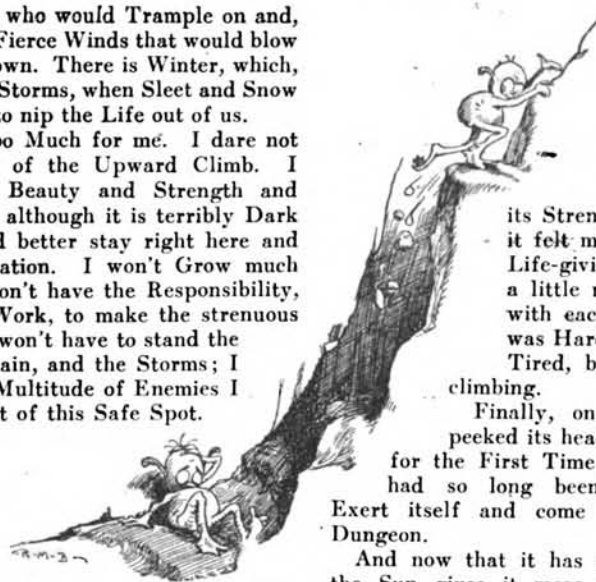 who would Trample on and,
Fierce Winds that would blow
own. There is Winter, which,
Storms, when Sleet and Snow
to nip the Life out of us.
oo Much for me. I dare not
of the Upward Climb. I
Beauty and Strength and
although it is terribly Dark
d better stay right here and
ation. I won't Grow much
on't have the Responsibility,
Work, to make the strenuous
won't have to stand the
ain, and the Storms; I
Multitude of Enemies I
t of this Safe Spot.
R-M-B
its Stren
it felt m
Life-givi
a little
with eac
was Har
Tired, b
climbing.
Finally, on
peeked its hea
for the First Time
had so long been
Exert itself and come
Dungeon.
And now that it has